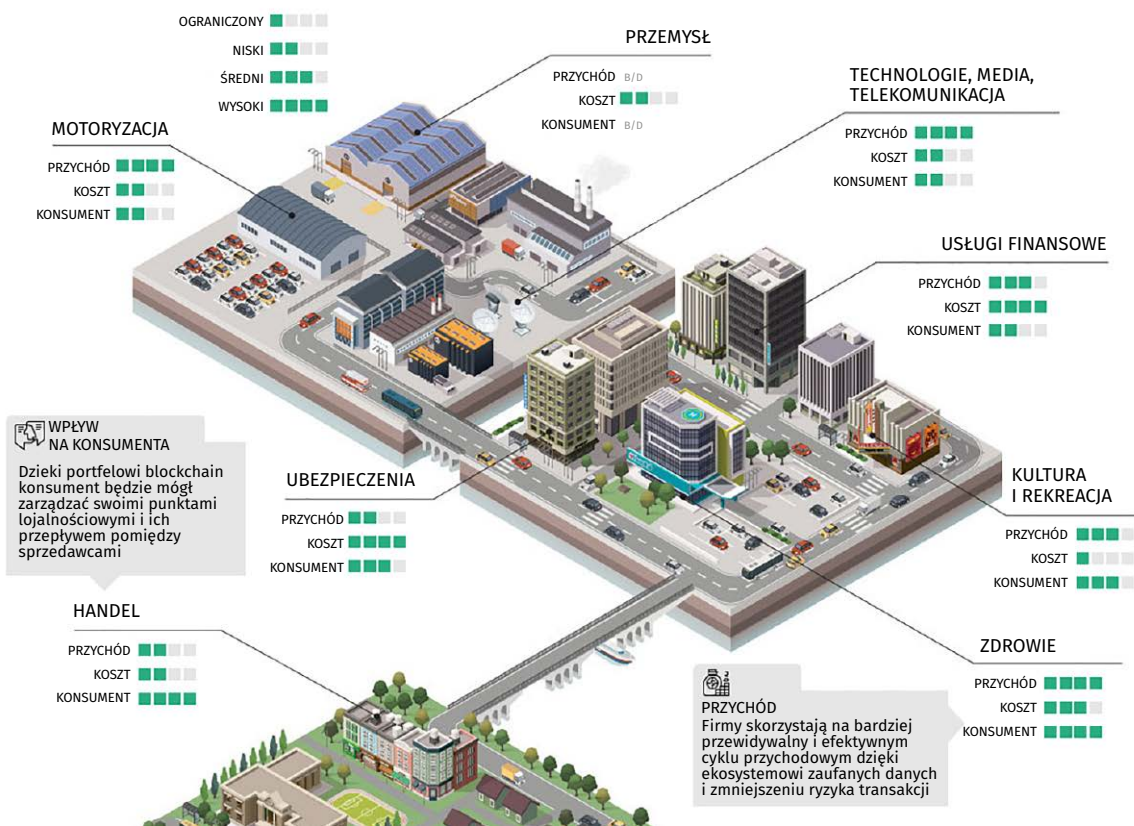 OGRANICZONY
NISKI
ŚREDNI
WYSOKI
PRZEMYSŁ
PRZYCHÓD B/D
KOSZT
KONSUMENT B/D
TECHNOLOGIE, MEDIA,
TELEKOMUNIKACJA
PRZYCHÓD
KOSZT
KONSUMENT
MOTORYZACJA
PRZYCHÓD
KOSZT
KONSUMENT
USŁUGI FINANSOWE
PRZYCHÓD
KOSZT
KONSUMENT
WPŁYW
NA KONSUMENTA
Dzieki portfelowi blockchain
konsument będzie mógł
zarządzać swoimi punktami
lojalnościowymi i ich
przepływem pomiędzy
sprzedawcami
UBEZPIECZENIA
PRZYCHÓD
KOSZT
KONSUMENT
KULTURA
I REKREACJA
PRZYCHÓD
KOSZT
KONSUMENT
HANDEL
PRZYCHÓD
KOSZT
KONSUMENT
ZDROWIE
PRZYCHÓD
KOSZT
KONSUMENT
PRZYCHÓD
Firmy skorzystają na bardziej
przewidywalny i efektywnym
cyklu przychodowym dzięki
ekosystemowi zaufanych danych
i zmniejszeniu ryzyka transakcji